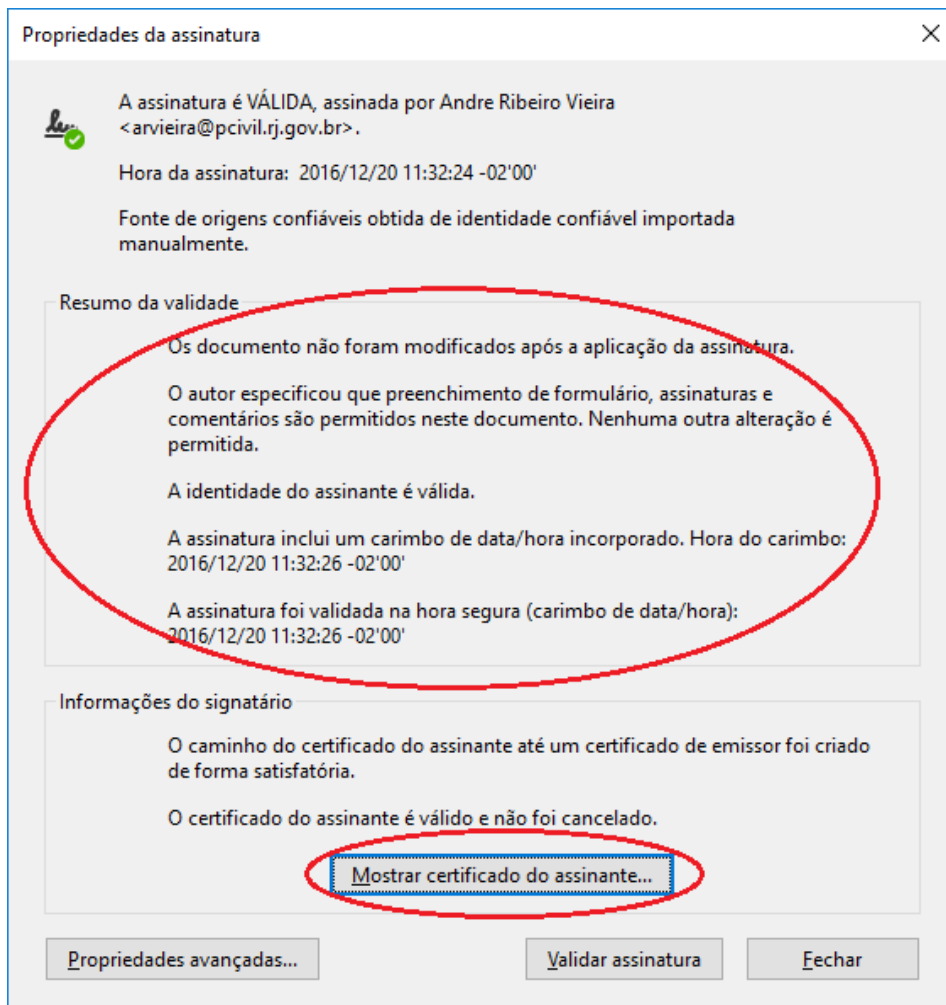 Propriedades da assinatura
A assinatura é VÁLIDA, assinada por Andre Ribeiro Vieira
<arvieira@pcivil.rj.gov.br>.
Hora da assinatura: 2016/12/20 11:32:24 -02'00'
Fonte de origens confiáveis obtida de identidade confiável importada
manualmente.
Resumo da validade
Os documento não foram modificados após a aplicação da assinatura.
O autor especificou que preenchimento de formulário, assinaturas e
comentários são permitidos neste documento. Nenhuma outra alteração é
permitida.
A identidade do assinante é válida.
A assinatura inclui um carimbo de data/hora incorporado. Hora do carimbo:
2016/12/20 11:32:26 -02'00'
A assinatura foi validada na hora segura (carimbo de data/hora):
2016/12/20 11:32:26 -02'00'
Informações do signatário
O caminho do certificado do assinante até um certificado de emissor foi criado
de forma satisfatória.
O certificado do assinante é válido e não foi cancelado.
Mostrar certificado do assinante...
Propriedades avançadas... Validar assinatura Fechar